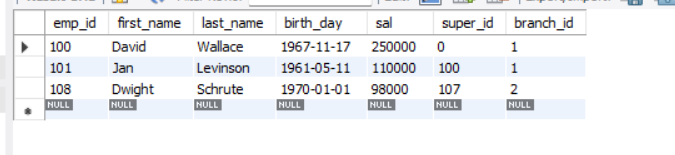 emp_id first_name last_name birth_day sal super_id branch_id
100 David Wallace 1967-11-17 250000 0 1
101 Jan Levinson 1961-05-11 110000 100 1
108 Dwight Schrute 1970-01-01 98000 107 2
NULL NULL NULL NULL NULL NULL NULL